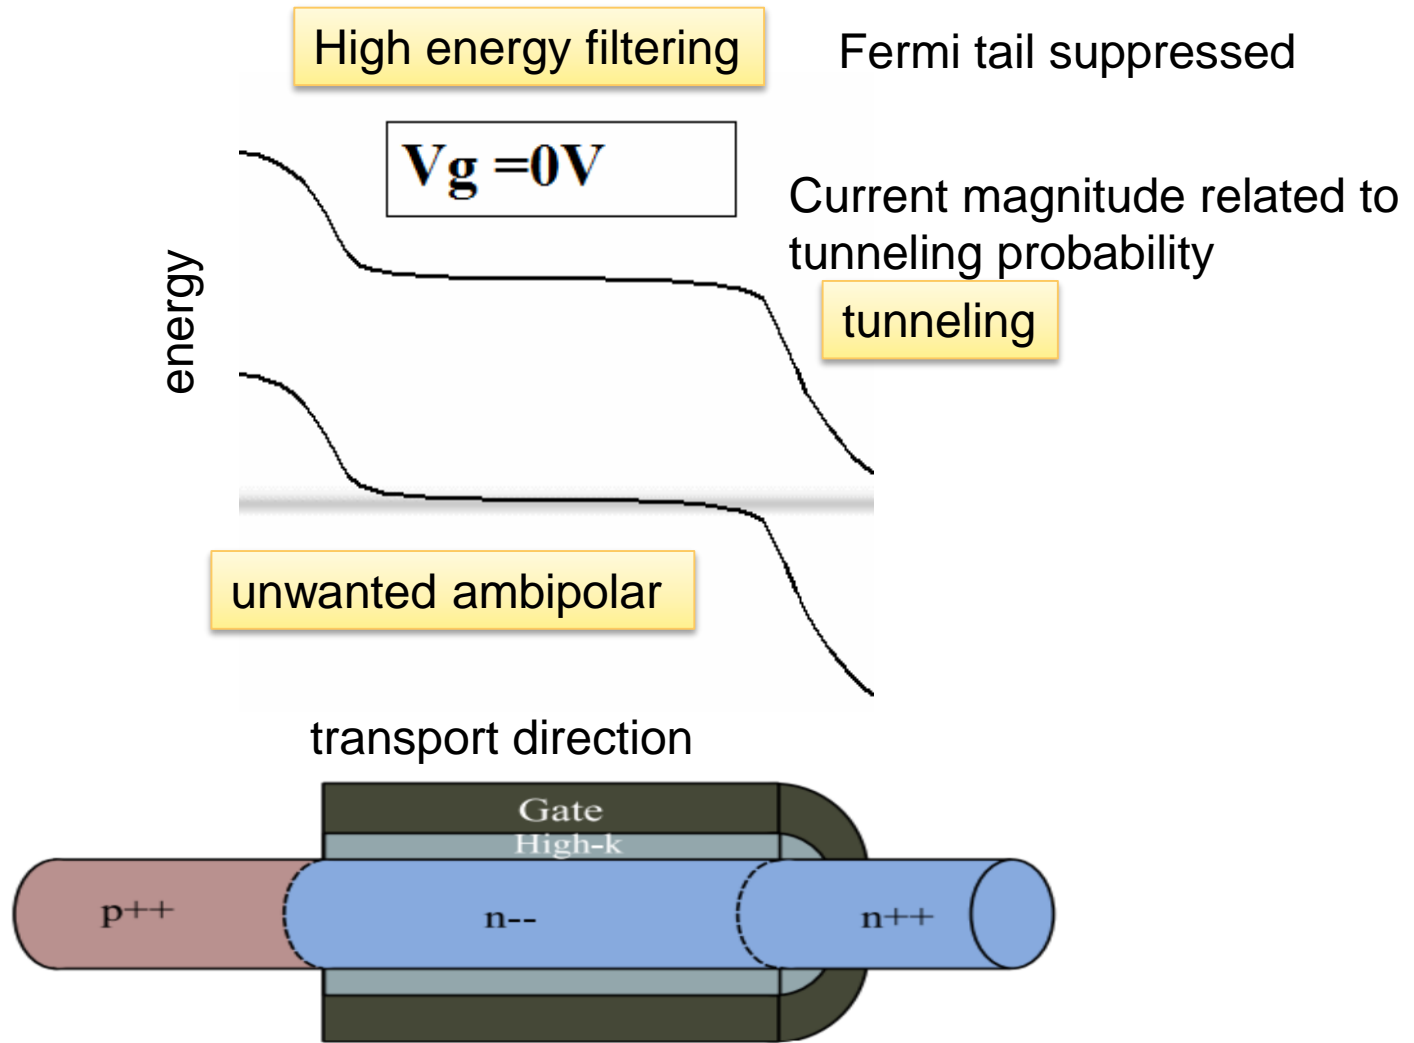 High energy filtering
Fermi tail suppressed
Vg =0V
Current magnitude related to
tunneling probability
tunneling
energy
unwanted ambipolar
transport direction
Gate
High-k
p++
n--
n++